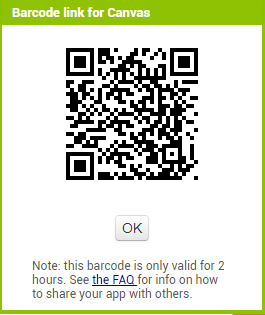 Barcode link for Canvas
OK
Note: this barcode is only valid for 2
hours. See the FAQ for info on how
to share your app with others.